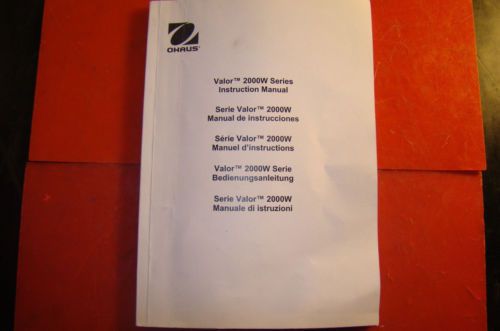 OHAUS®
Valor™ 2000W Series
Instruction Manual
Serie Valor™ 2000W
Manual de instrucciones
Série Valor™ 2000W
Manuel d'instructions
Valor™ 2000W Serie
Bedienungsanleitung
Serie Valor™ 2000W
Manuale di istruzioni